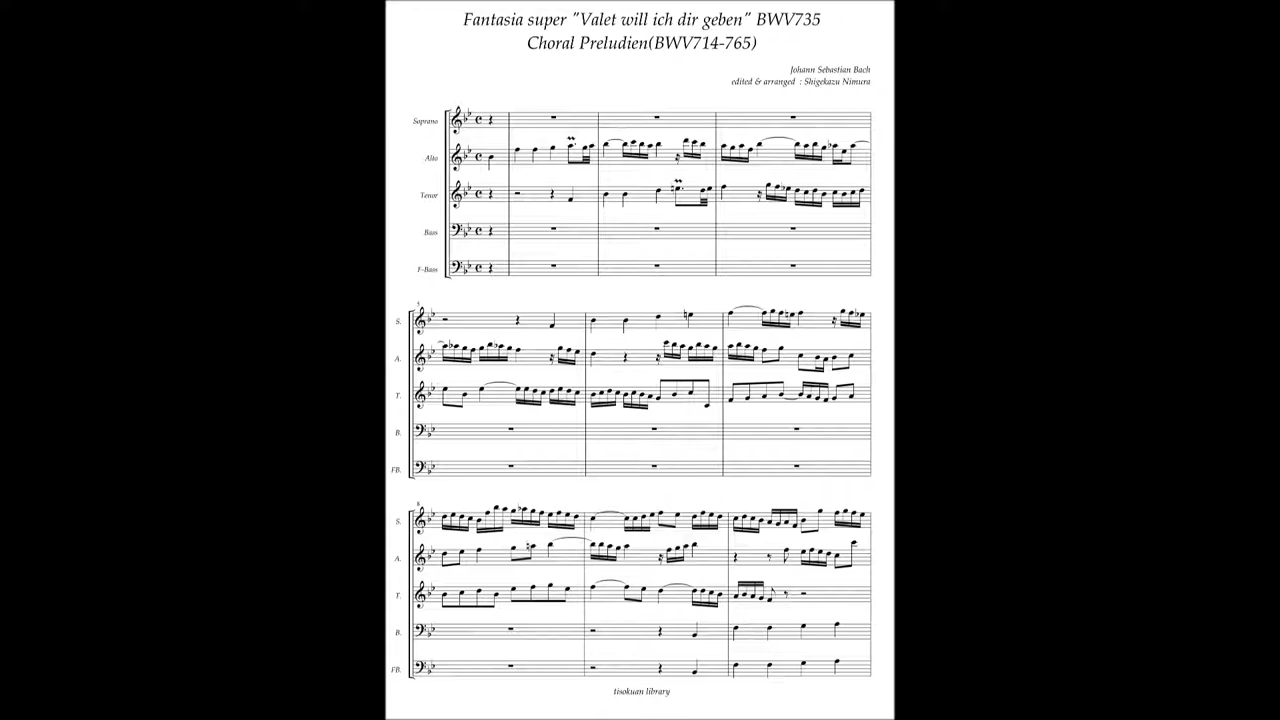 Fantasia super "Valet will ich dir geben" BWV735
Choral Preludien(BWV714-765)
Johann Sebastian Bach
edited & arranged : Shigekazu Nimura
Soprano
Alto
Tenor
Bass
F-Bass
5
S.
A.
T.
B.
FB.
8
S.
A.
T.
B.
FB.
tisokuan library